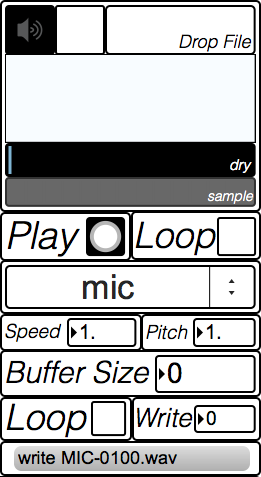 Drop File
dry
sample
Play Loop
mic
Speed 1. Pitch 1.
Buffer Size 0
Loop Write 0
write MIC-0100.wav